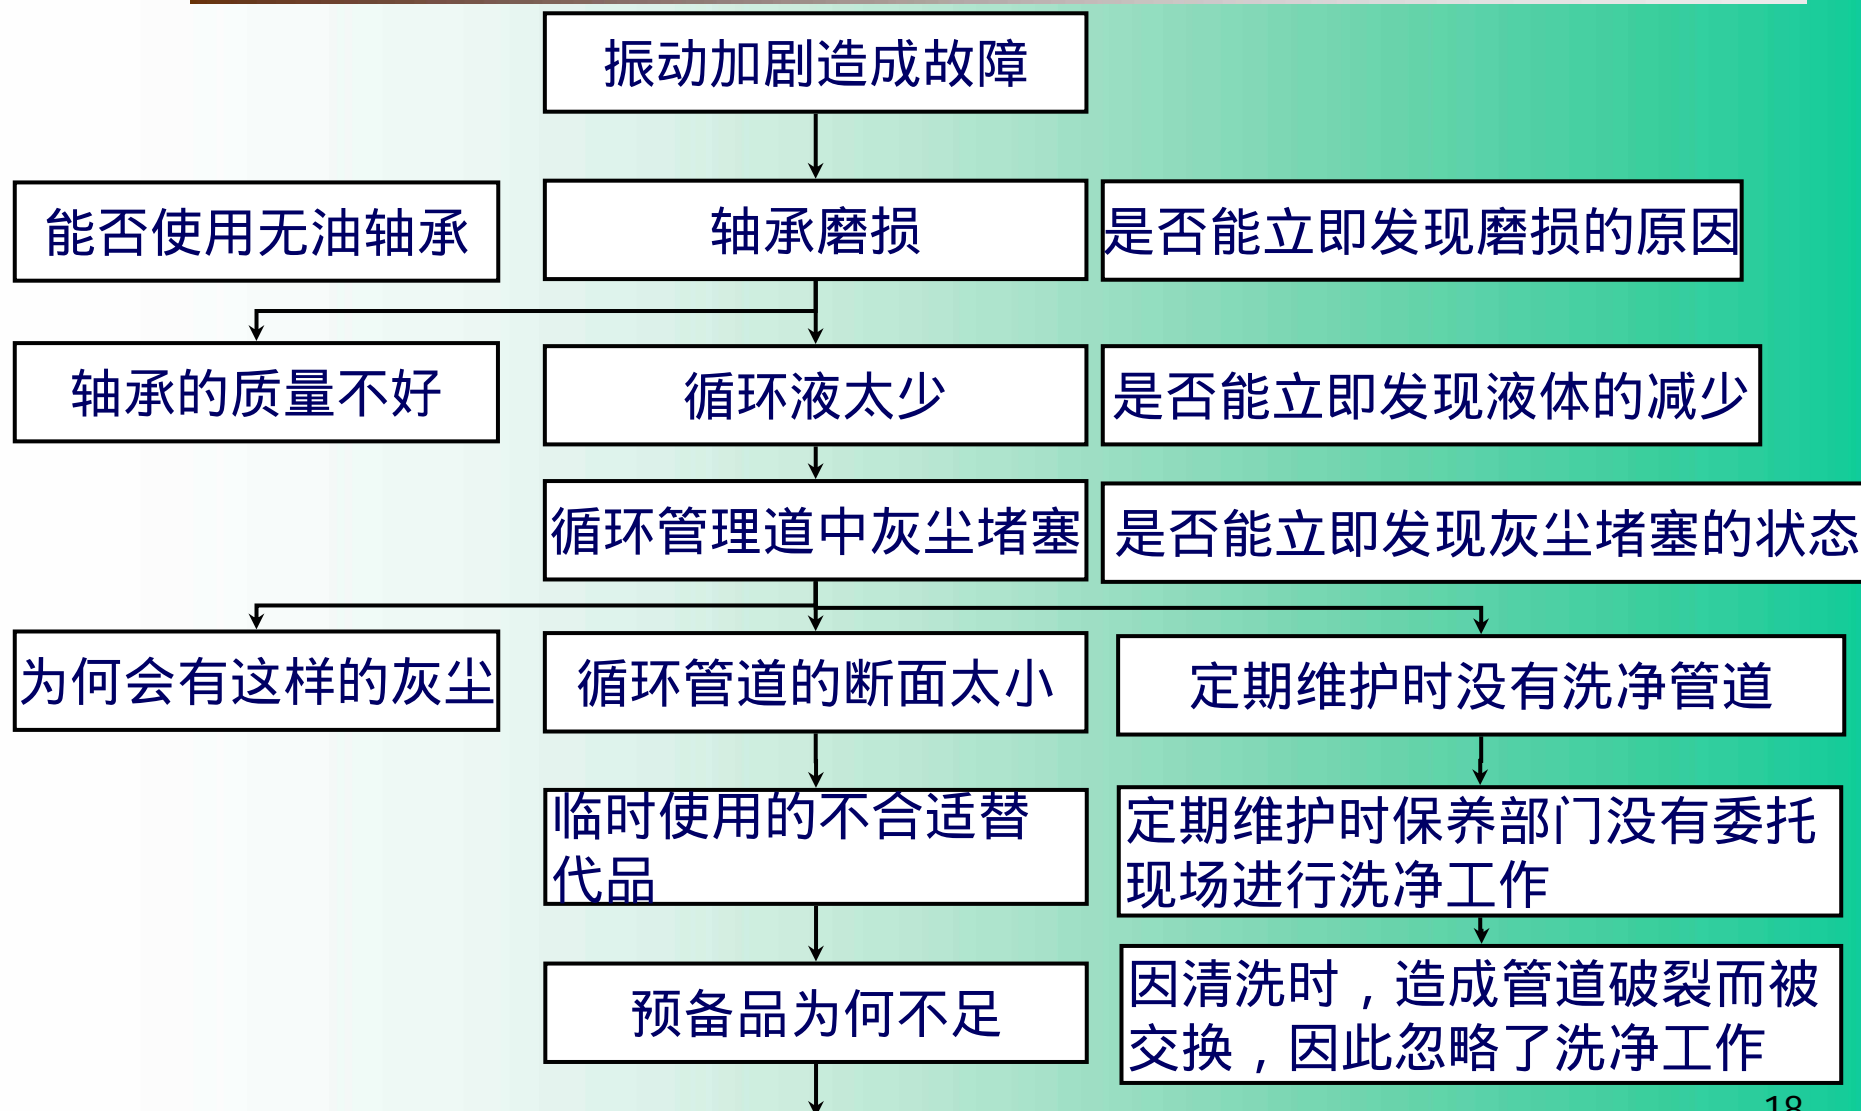 振动加剧造成故障
能否使用无油轴承
轴承磨损
是否能立即发现磨损的原因
轴承的质量不好
循环液太少
是否能立即发现液体的减少
循环管理道中灰尘堵塞
是否能立即发现灰尘堵塞的状态
为何会有这样的灰尘
循环管道的断面太小
定期维护时没有洗净管道
临时使用的不合适替
代品
定期维护时保养部门没有委托
现场进行洗净工作
预备品为何不足
因清洗时，造成管道破裂而被
交换，因此忽略了洗净工作
18